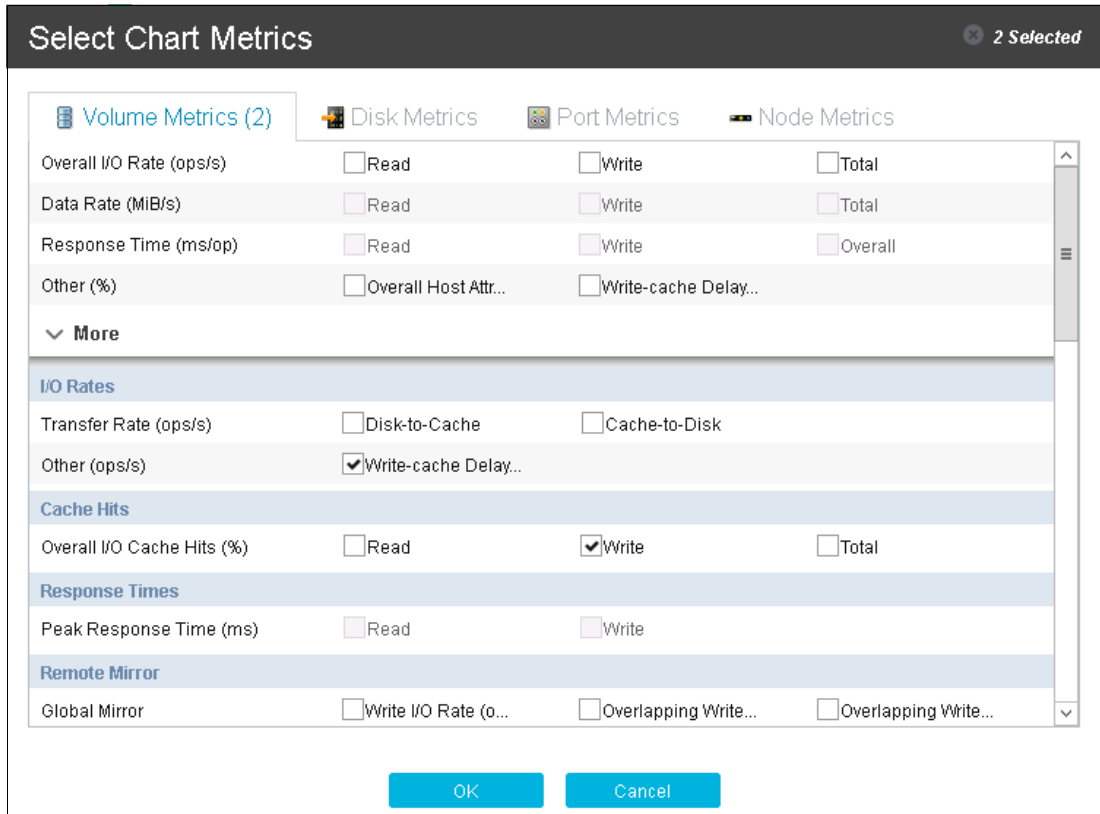 Select Chart Metrics 2 Selected
Volume Metrics (2) Disk Metrics Port Metrics Node Metrics
Overall I/O Rate (ops/s) Read Write Total
Data Rate (MiB/s) Read Write Total
Response Time (ms/op) Read Write Overall
Other (%) Overall Host Attr... Write-cache Delay...
More
I/O Rates
Transfer Rate (ops/s) Disk-to-Cache Cache-to-Disk
Other (ops/s) Write-cache Delay...
Cache Hits
Overall I/O Cache Hits (%) Read Write Total
Response Times
Peak Response Time (ms) Read Write
Remote Mirror
Global Mirror Write I/O Rate (o... Overlapping Write... Overlapping Write...
OK Cancel